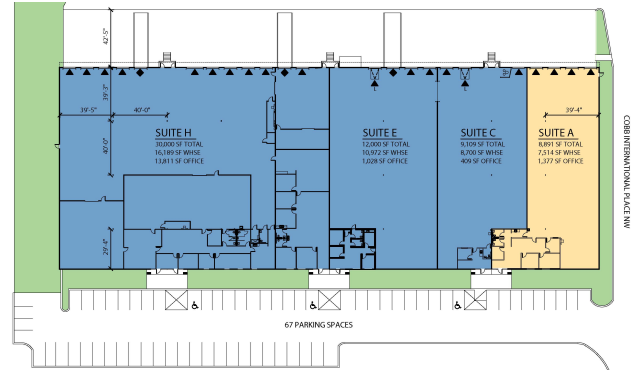 42'-5"
39'-3"
39'-5"
40'-0"
39'-4"
SUITE H
30,000 SF TOTAL
16,189 SF WHSE
13,811 SF OFFICE
SUITE E
12,000 SF TOTAL
10,972 SF WHSE
1,028 SF OFFICE
SUITE C
9,109 SF TOTAL
8,700 SF WHSE
409 SF OFFICE
SUITE A
8,891 SF TOTAL
7,514 SF WHSE
1,377 SF OFFICE
40'-0"
29'-4"
COBB INTERNATIONAL PLACE NW
67 PARKING SPACES